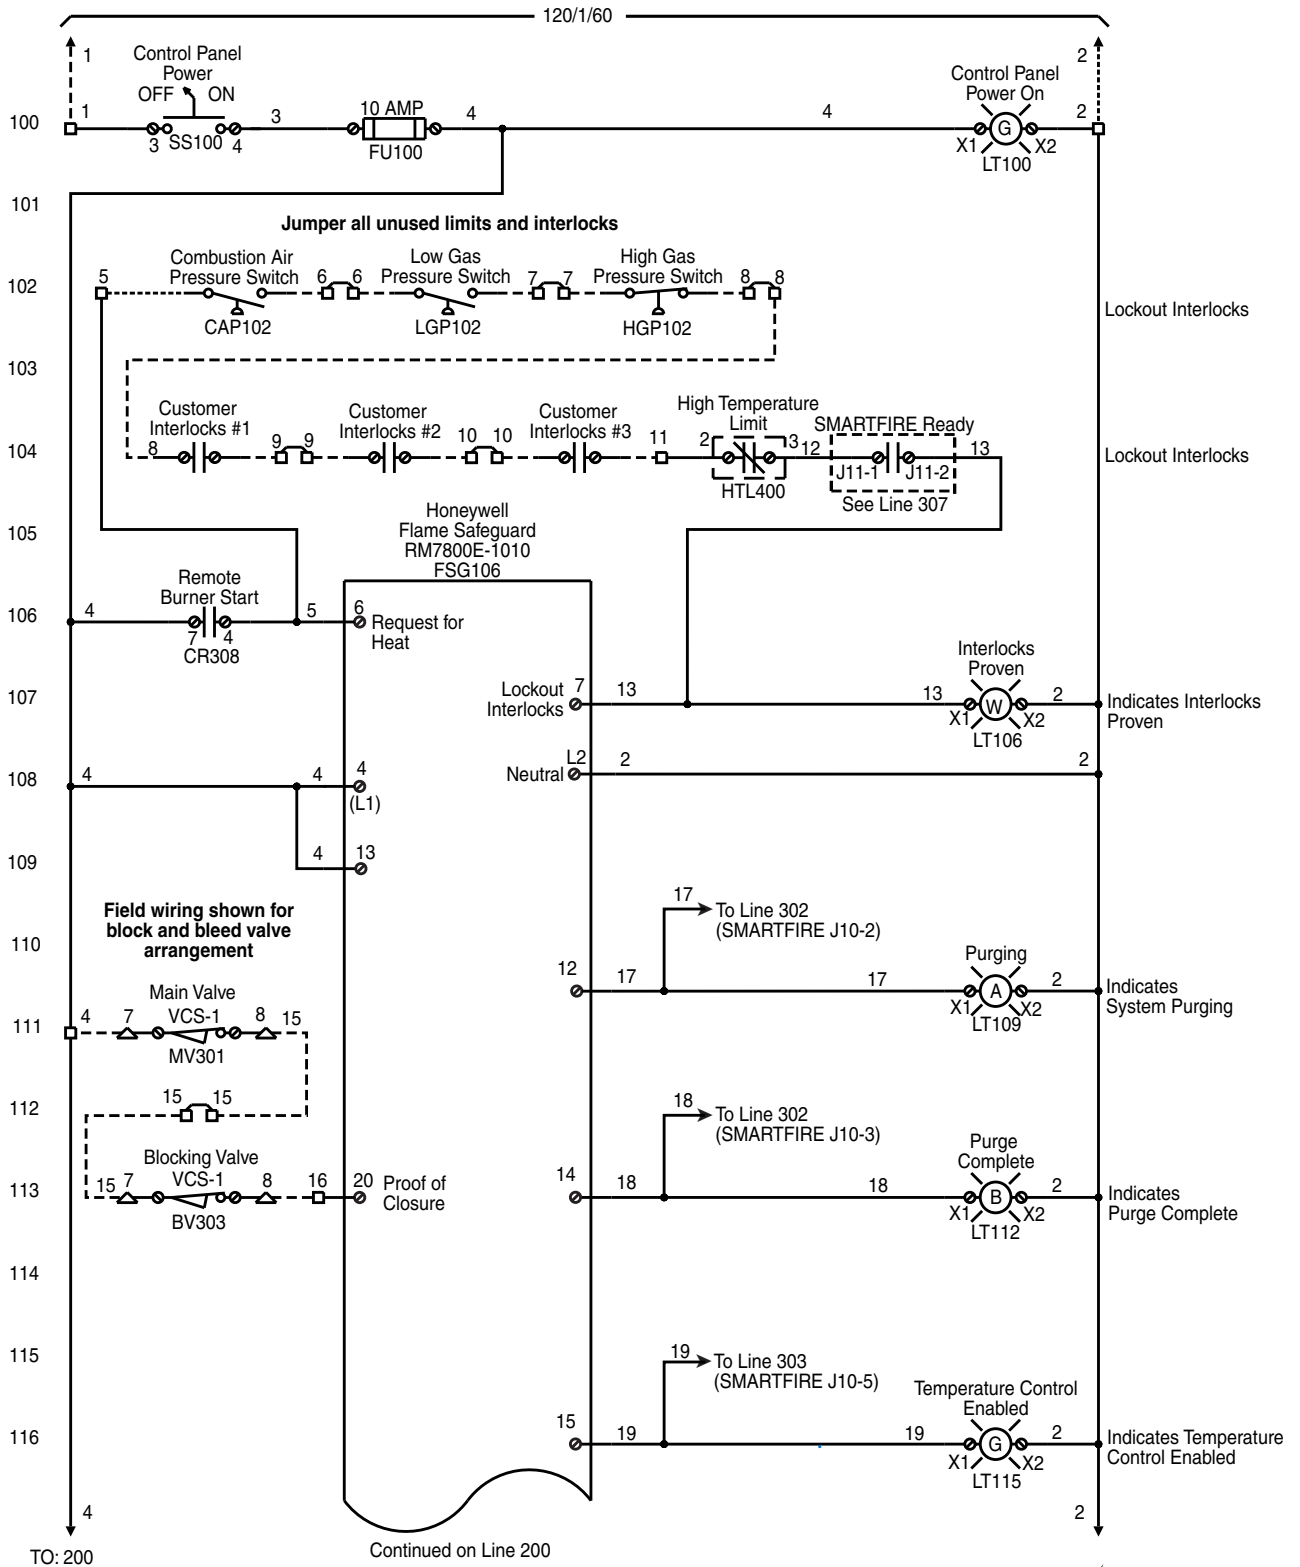 120/1/60
1
2
Control Panel
Power
OFF ON
Control Panel
Power On
100
1
3
10 AMP
4
4
2
3 SS100 4
FU100
X1 G X2
LT100
101
Jumper all unused limits and interlocks
102
5
Combustion Air
Pressure Switch
6 6
Low Gas
Pressure Switch
7 7
High Gas
Pressure Switch
8 8
CAP102
LGP102
HGP102
Lockout Interlocks
103
104
8
Customer
Interlocks #1
9 9
Customer
Interlocks #2
10 10
Customer
Interlocks #3
11
High Temperature
Limit
2 3
HTL400
12
SMARTFIRE Ready
J11-1 J11-2
See Line 307
13
Lockout Interlocks
105
Honeywell
Flame Safeguard
RM7800E-1010
FSG106
106
4
Remote
Burner Start
7 4
CR308
5
6
Request for
Heat
107
Lockout
Interlocks
7
13
13
Interlocks
Proven
X1 W X2
LT106
2
Indicates Interlocks
Proven
108
4
4
4
(L1)
Neutral
L2
2
2
109
4
13
Field wiring shown for
block and bleed valve
arrangement
110
17
To Line 302
(SMARTFIRE J10-2)
12
17
17
Purging
X1 A X2
LT109
2
Indicates
System Purging
111
4
7
Main Valve
VCS-1
MV301
8
15
112
15 15
18
To Line 302
(SMARTFIRE J10-3)
113
15
7
Blocking Valve
VCS-1
BV303
8
16
20
Proof of
Closure
14
18
18
Purge
Complete
X1 B X2
LT112
2
Indicates
Purge Complete
114
115
19
To Line 303
(SMARTFIRE J10-5)
116
15
19
19
Temperature Control
Enabled
X1 G X2
LT115
2
Indicates Temperature
Control Enabled
4
2
TO: 200
Continued on Line 200